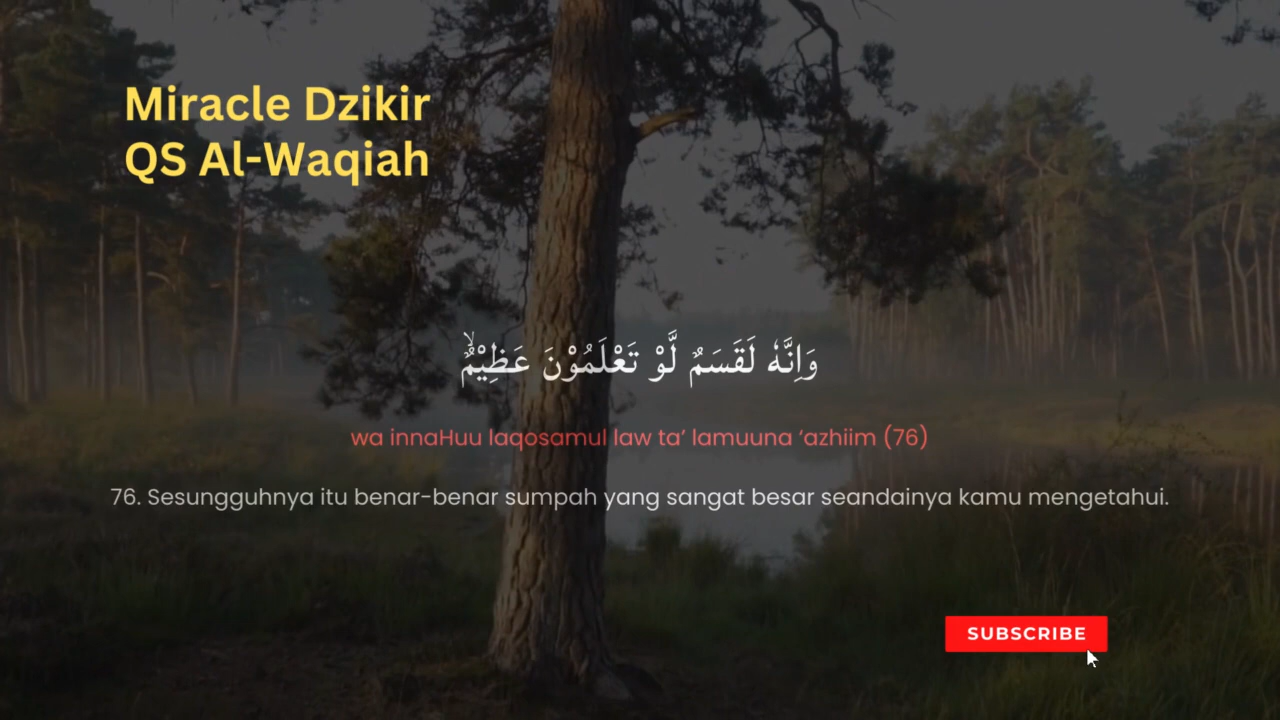 Miracle Dzikir
QS Al-Waqiah
وَاِنَّهٗ لَقَسَمٌ لَّوْ تَعْلَمُوْنَ عَظِيْمٌۙ
wa innaHuu laqosamul law ta’ lamuuna ‘azhiim (76)
76. Sesungguhnya itu benar-benar sumpah yang sangat besar seandainya kamu mengetahui.
SUBSCRIBE